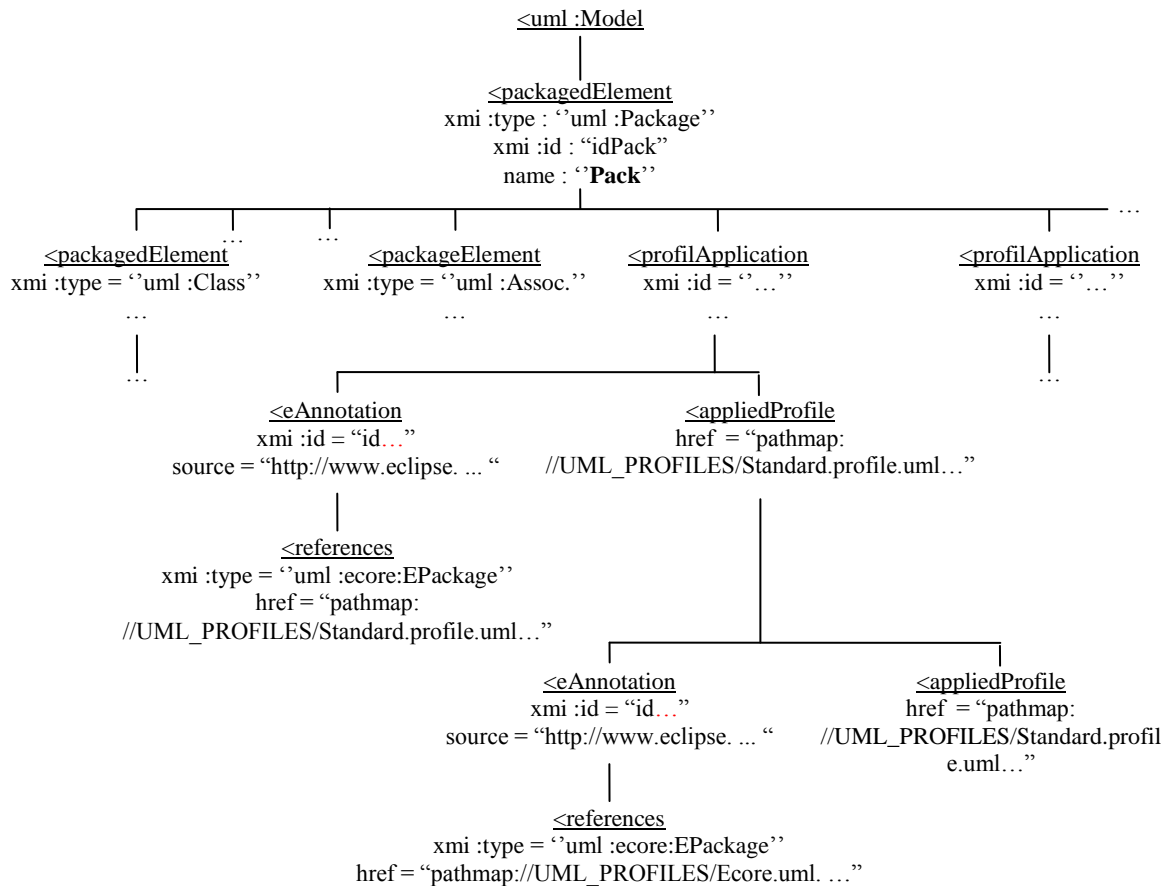 <uml :Model
<packagedElement
xmi :type : ‘’uml :Package’’
xmi :id : “idPack”
name : ‘’Pack’’
…
… …
<packagedElement
xmi :type = ‘’uml :Class’’
…
…
<packageElement
xmi :type = ‘’uml :Assoc.’’
…
<profilApplication
xmi :id = ‘’…’’
…
<profilApplication
xmi :id = ‘’…’’
…
…
<eAnnotation
xmi :id = “id…”
source = “http://www.eclipse. ... “
<appliedProfile
href = “pathmap:
//UML_PROFILES/Standard.profile.uml…”
<references
xmi :type = ‘’uml :ecore:EPackage’’
href = “pathmap:
//UML_PROFILES/Standard.profile.uml…”
<eAnnotation
xmi :id = “id…”
source = “http://www.eclipse. ... “
<appliedProfile
href = “pathmap:
//UML_PROFILES/Standard.profil
e.uml…”
<references
xmi :type = ‘’uml :ecore:EPackage’’
href = “pathmap://UML_PROFILES/Ecore.uml. …”